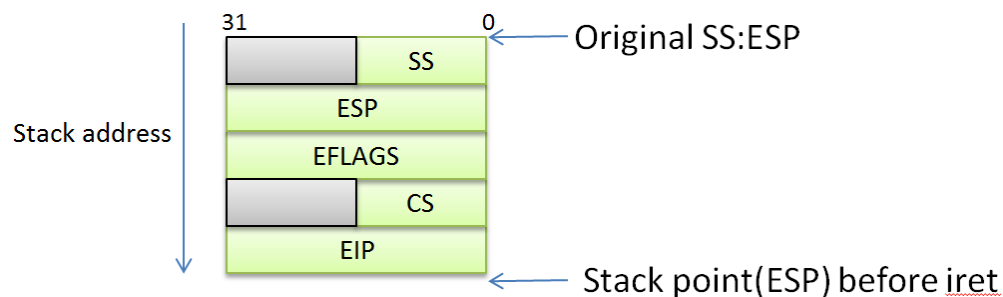 31 0
Original SS:ESP
SS
ESP
Stack address
EFLAGS
CS
EIP
Stack point(ESP) before iret